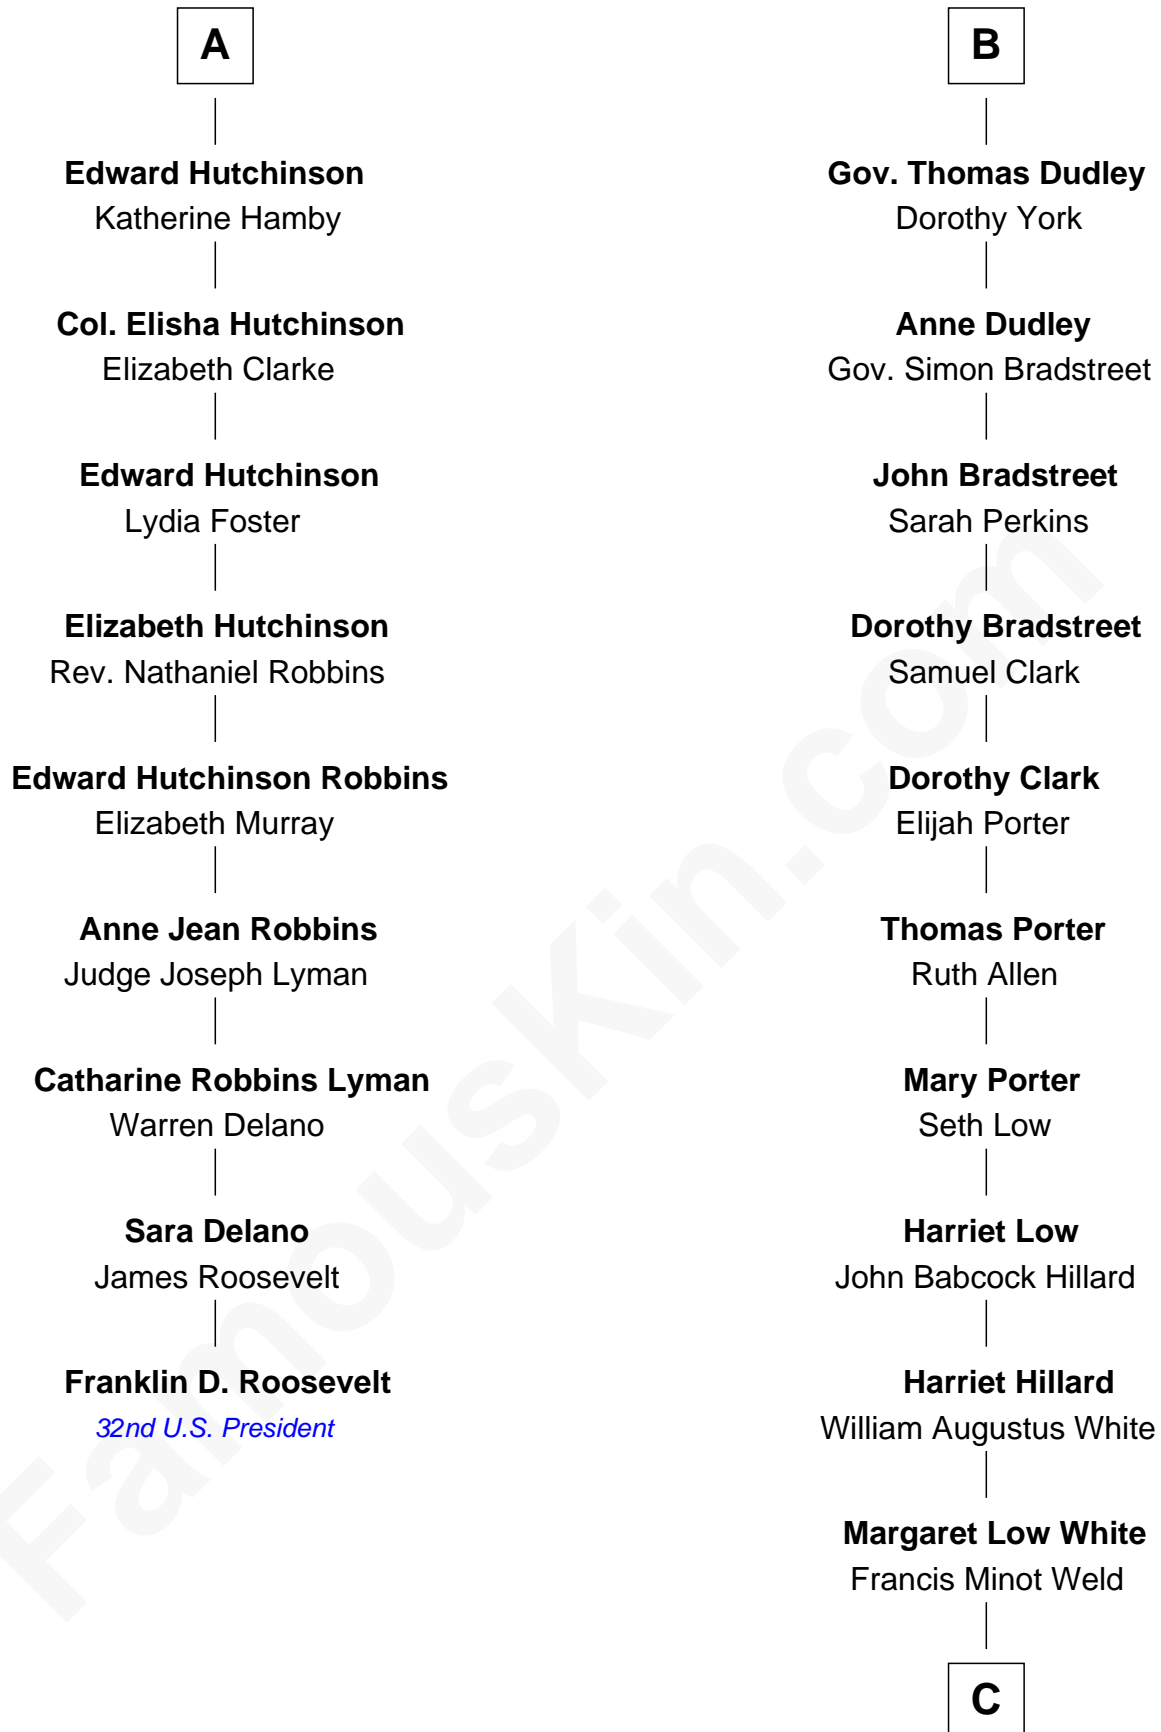 A
Edward Hutchinson
Katherine Hamby
Col. Elisha Hutchinson
Elizabeth Clarke
Edward Hutchinson
Lydia Foster
Elizabeth Hutchinson
Rev. Nathaniel Robbins
Edward Hutchinson Robbins
Elizabeth Murray
Anne Jean Robbins
Judge Joseph Lyman
Catharine Robbins Lyman
Warren Delano
Sara Delano
James Roosevelt
Franklin D. Roosevelt
32nd U.S. President
B
Gov. Thomas Dudley
Dorothy York
Anne Dudley
Gov. Simon Bradstreet
John Bradstreet
Sarah Perkins
Dorothy Bradstreet
Samuel Clark
Dorothy Clark
Elijah Porter
Thomas Porter
Ruth Allen
Mary Porter
Seth Low
Harriet Low
John Babcock Hillard
Harriet Hillard
William Augustus White
Margaret Low White
Francis Minot Weld
C
FamousKin.com